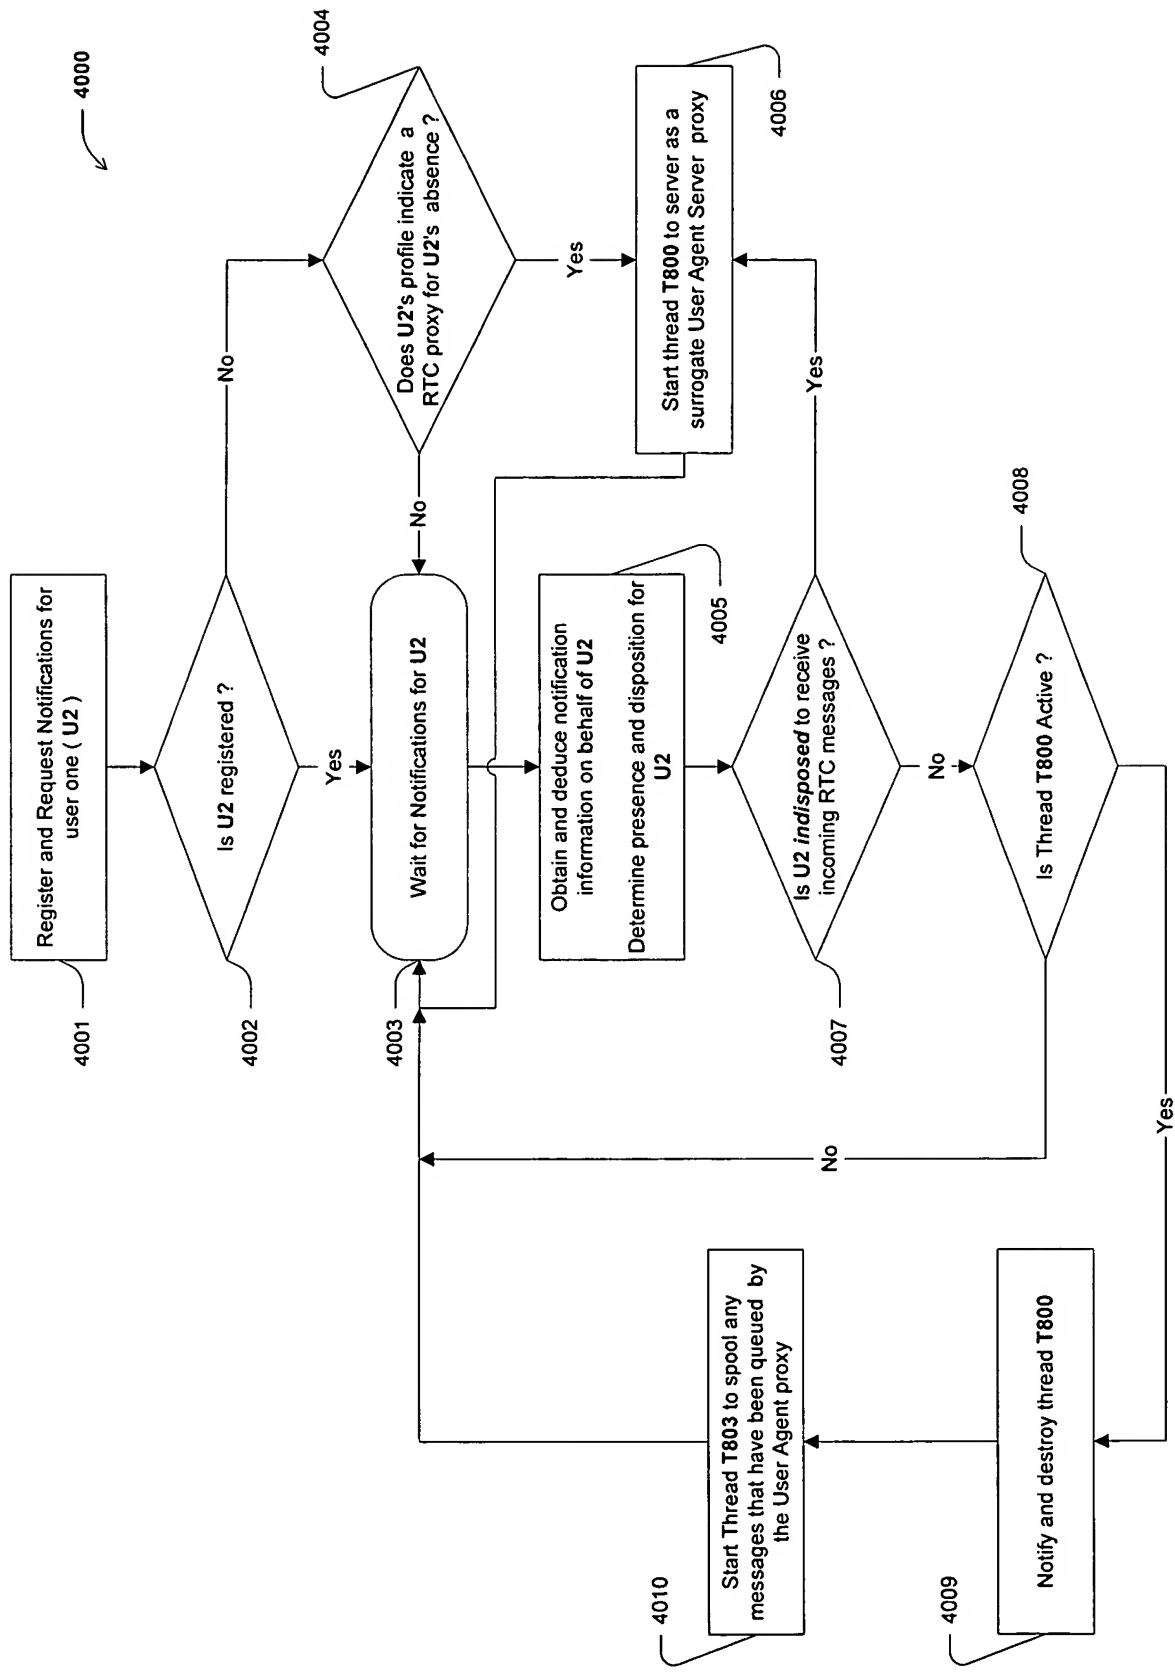 4000
Register and Request Notifications for
user one ( U2 )
4001
Is U2 registered ?
4002
No
Yes
Does U2's profile indicate a
RTC proxy for U2's absence ?
4004
No
Yes
Wait for Notifications for U2
4003
Start thread T800 to server as a
surrogate User Agent Server proxy
4006
Obtain and deduce notification
information on behalf of U2
Determine presence and disposition for
U2
4005
Is U2 indisposed to receive
incoming RTC messages ?
4007
Yes
No
Is Thread T800 Active ?
4008
No
Yes
Start Thread T803 to spool any
messages that have been queued by
the User Agent proxy
4010
Notify and destroy thread T800
4009